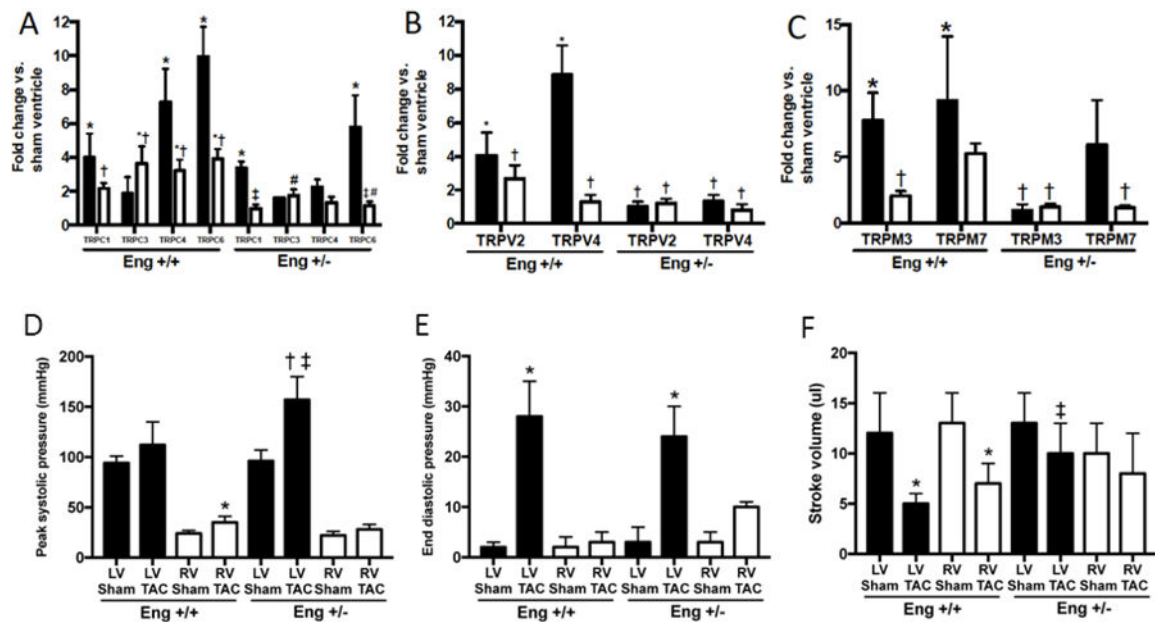 A
Fold change vs.
sham ventricle
12
10
8
6
4
2
0
*
†
*†
*
*†
*
*†
*
‡
#
*
‡#
TRPC1 TRPC3 TRPC4 TRPC6 TRPC1 TRPC3 TRPC4 TRPC6
Eng +/+ Eng +/-
B
Fold change vs.
sham ventricle
12
10
8
6
4
2
0
*
†
*
†
†
†
†
†
TRPV2 TRPV4 TRPV2 TRPV4
Eng +/+ Eng +/-
C
Fold change vs.
sham ventricle
15
10
5
0
*
†
*
†
†
†
TRPM3 TRPM7 TRPM3 TRPM7
Eng +/+ Eng +/-
D
Peak systolic pressure (mmHg)
200
150
100
50
0
*
† ‡
LV LV RV RV LV LV RV RV
Sham TAC Sham TAC Sham TAC Sham TAC
Eng +/+ Eng +/-
E
End diastolic pressure (mmHg)
40
30
20
10
0
*
*
LV LV RV RV LV LV RV RV
Sham TAC Sham TAC Sham TAC Sham TAC
Eng +/+ Eng +/-
F
Stroke volume (ul)
20
15
10
5
0
*
*
‡
LV LV RV RV LV LV RV RV
Sham TAC Sham TAC Sham TAC Sham TAC
Eng +/+ Eng +/-